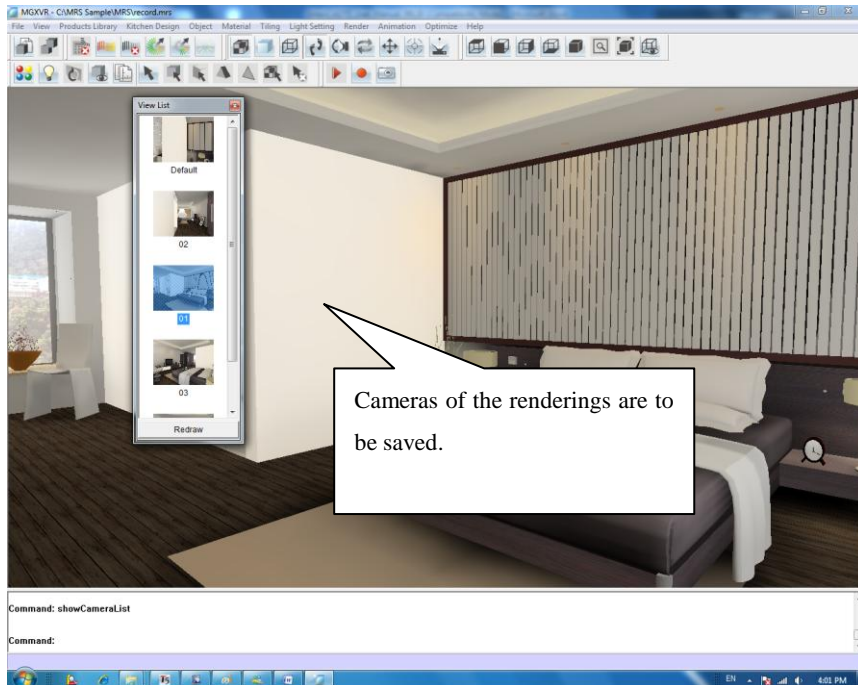 MGXVR - C:\MRS Sample\MRS\record.mrs
File View Products Library Kitchen Design Object Material Tiling Light Setting Render Animation Optimize Help
View List
Default
02
01
03
Redraw
Cameras of the renderings are to
be saved.
Command: showCameraList
Command:
EN 4:01 PM